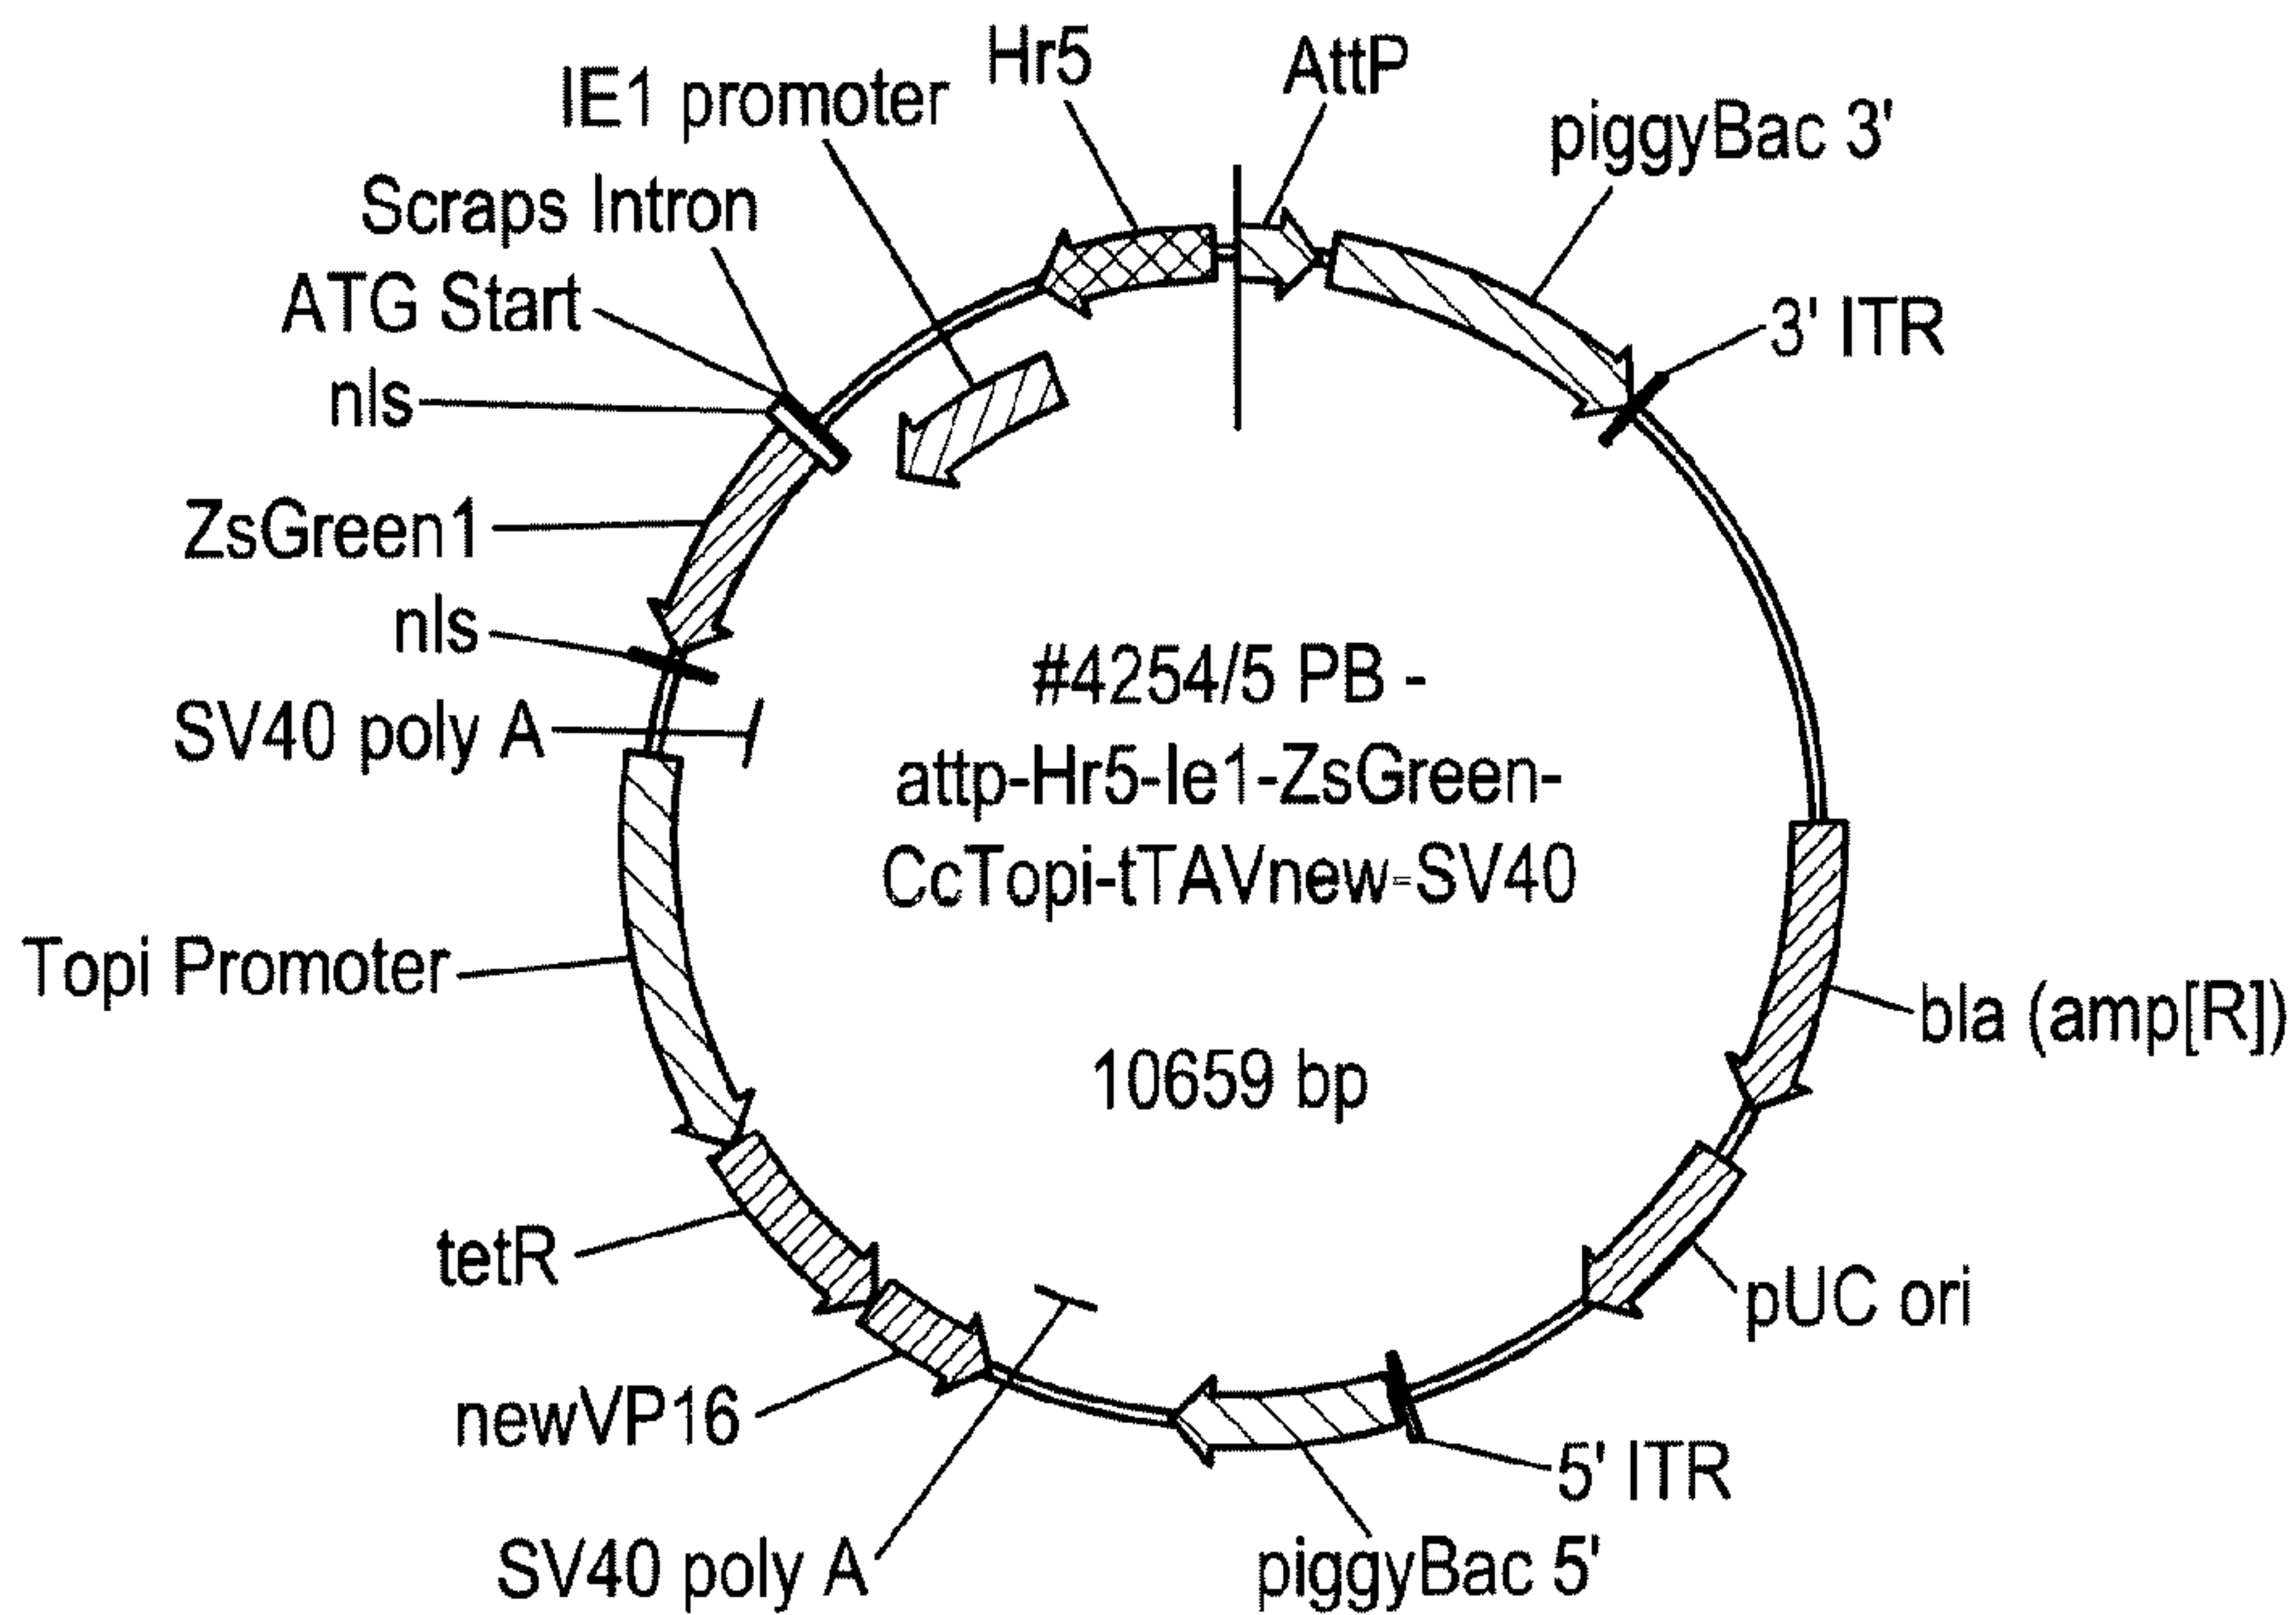 Hr5
AttP
IE1 promoter
piggyBac 3'
Scraps Intron
ATG Start
3' ITR
nls
ZsGreen1
nls
#4254/5 PB -
attp-Hr5-Ie1-ZsGreen-
CcTopi-tTAVnew=SV40
SV40 poly A
Topi Promoter
bla (amp[R])
10659 bp
tetR
pUC ori
newVP16
5' ITR
SV40 poly A
piggyBac 5'